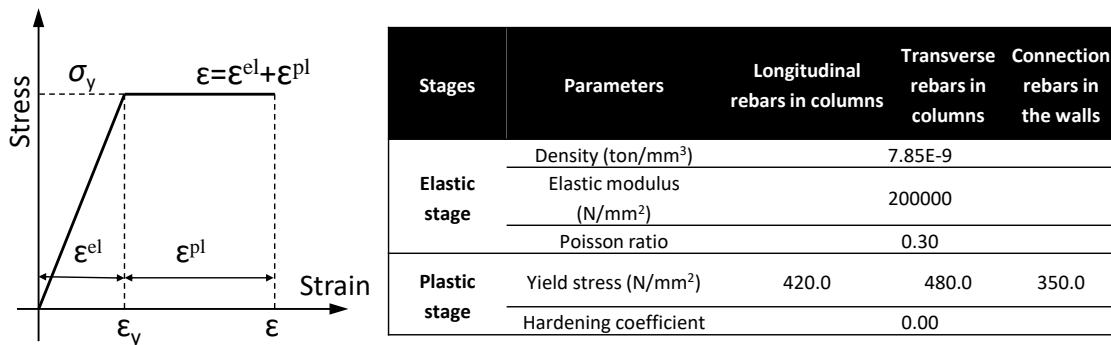 Stress
σy
ε=εel+εpl
εel
εpl
Strain
εy
ε
Stages
Parameters
Longitudinal
rebars in columns
Transverse
rebars in
columns
Connection
rebars in
the walls
Elastic
stage
Density (ton/mm3)
7.85E-9
Elastic modulus
(N/mm2)
200000
Poisson ratio
0.30
Plastic
stage
Yield stress (N/mm2)
420.0
480.0
350.0
Hardening coefficient
0.00